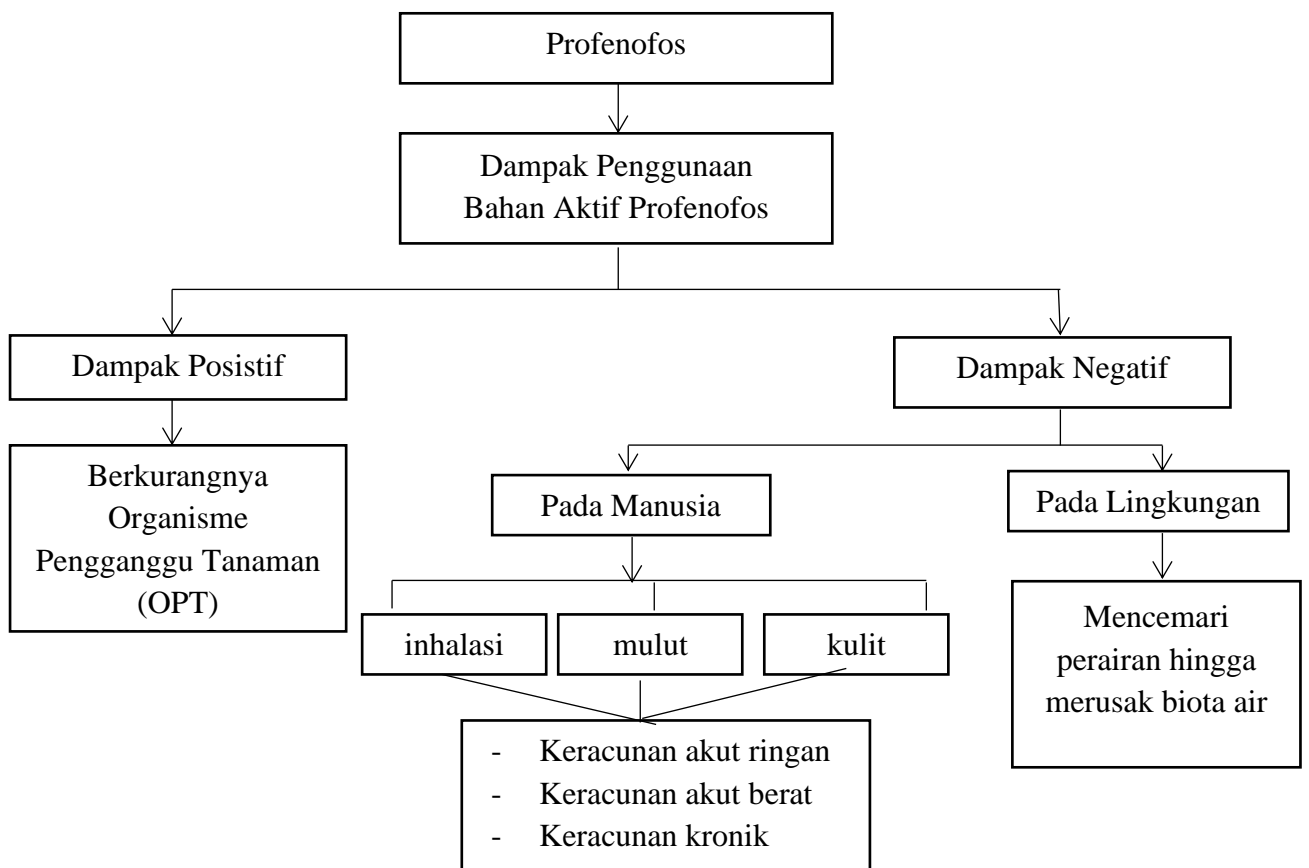 Profenofos
Dampak Penggunaan
Bahan Aktif Profenofos
Dampak Posistif
Dampak Negatif
Berkurangnya
Organisme
Pengganggu Tanaman
(OPT)
Pada Manusia
Pada Lingkungan
inhalasi
mulut
kulit
Mencemari
perairan hingga
merusak biota air
- Keracunan akut ringan
- Keracunan akut berat
- Keracunan kronik